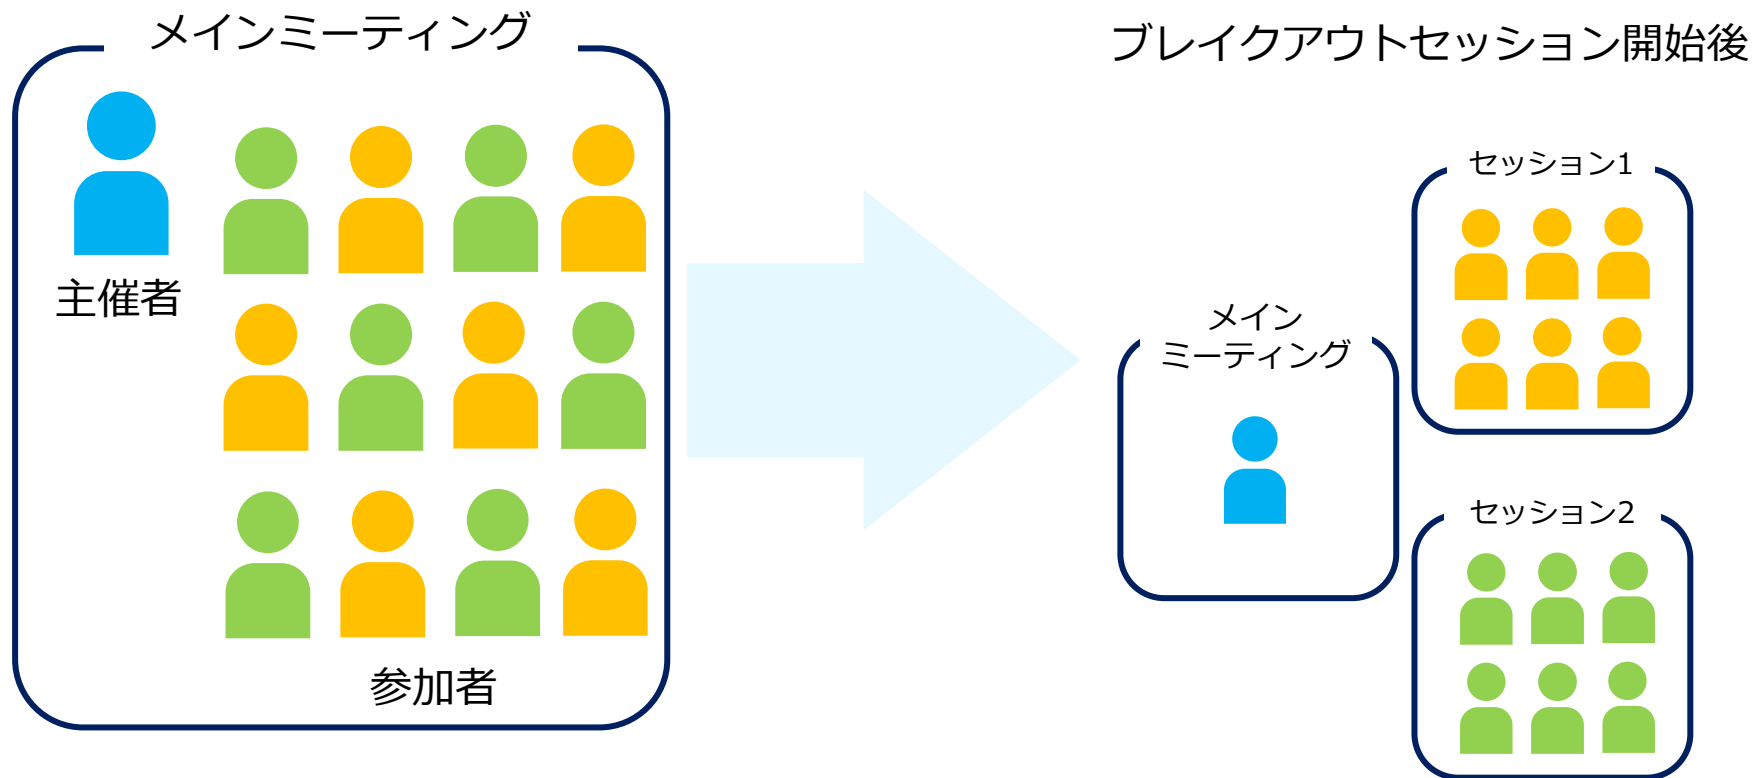 メインミーティング
主催者
参加者
ブレイクアウトセッション開始後
メイン
ミーティング
セッション1
セッション2